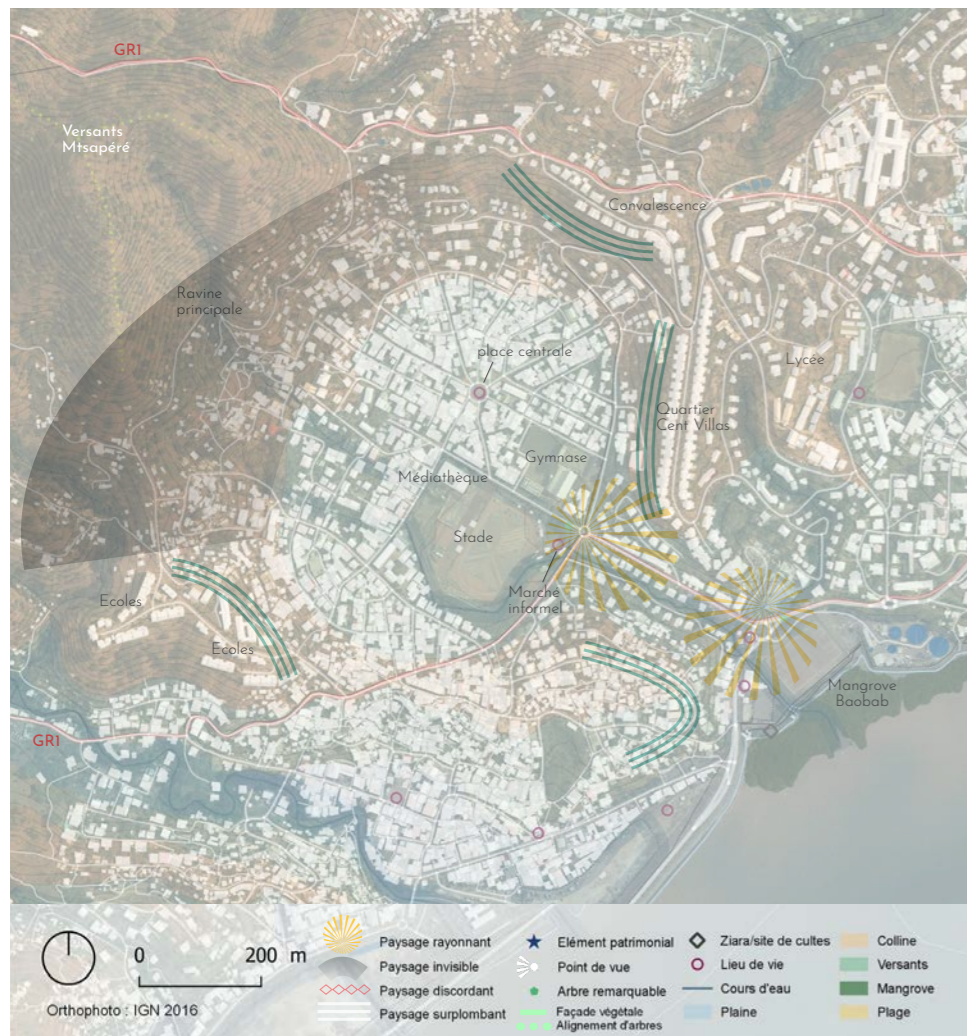 GR1
Versants
Mtsapéré
Convalescence
Ravine
principale
place centrale
Lycée
Quartier
Cent Villas
Gymnase
Médiathèque
Stade
Marché
informel
Ecoles
Ecoles
Mangrove
Baobab
GR1
0 200 m
Orthophoto : IGN 2016
Paysage rayonnant
Paysage invisible
Paysage discordant
Paysage surplombant
Elément patrimonial
Point de vue
Arbre remarquable
Façade végétale
Alignement d'arbres
Ziara/site de cultes
Lieu de vie
Cours d'eau
Plaine
Colline
Versants
Mangrove
Plage